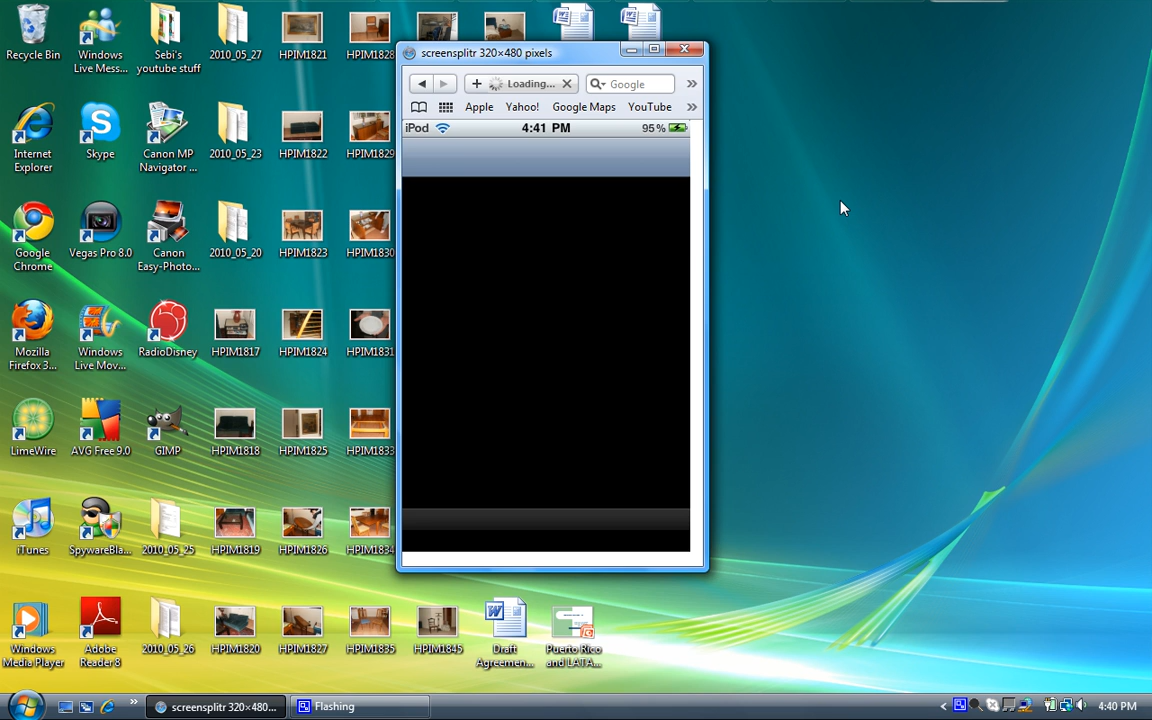 Recycle Bin
Windows Live Mess...
Sebi's youtube stuff
2010_05_27
HPIM1821
HPIM1828
screensplitr 320×480 pixels
Loading...
Google
Apple
Yahoo!
Google Maps
YouTube
iPod
4:41 PM
95%
Internet Explorer
Skype
Canon MP Navigator ...
2010_05_23
HPIM1822
HPIM1829
Google Chrome
Vegas Pro 8.0
Canon Easy-Photo...
2010_05_20
HPIM1823
HPIM1830
Mozilla Firefox 3...
Windows Live Mov...
RadioDisney
HPIM1817
HPIM1824
HPIM1831
LimeWire
AVG Free 9.0
GIMP
HPIM1818
HPIM1825
HPIM1833
iTunes
SpywareBla...
2010_05_25
HPIM1819
HPIM1826
HPIM1834
Windows Media Player
Adobe Reader 8
2010_05_26
HPIM1820
HPIM1827
HPIM1835
HPIM1845
Draft Agreemen...
Puerto Rico and LATA...
screensplitr 320×480...
Flashing
4:40 PM